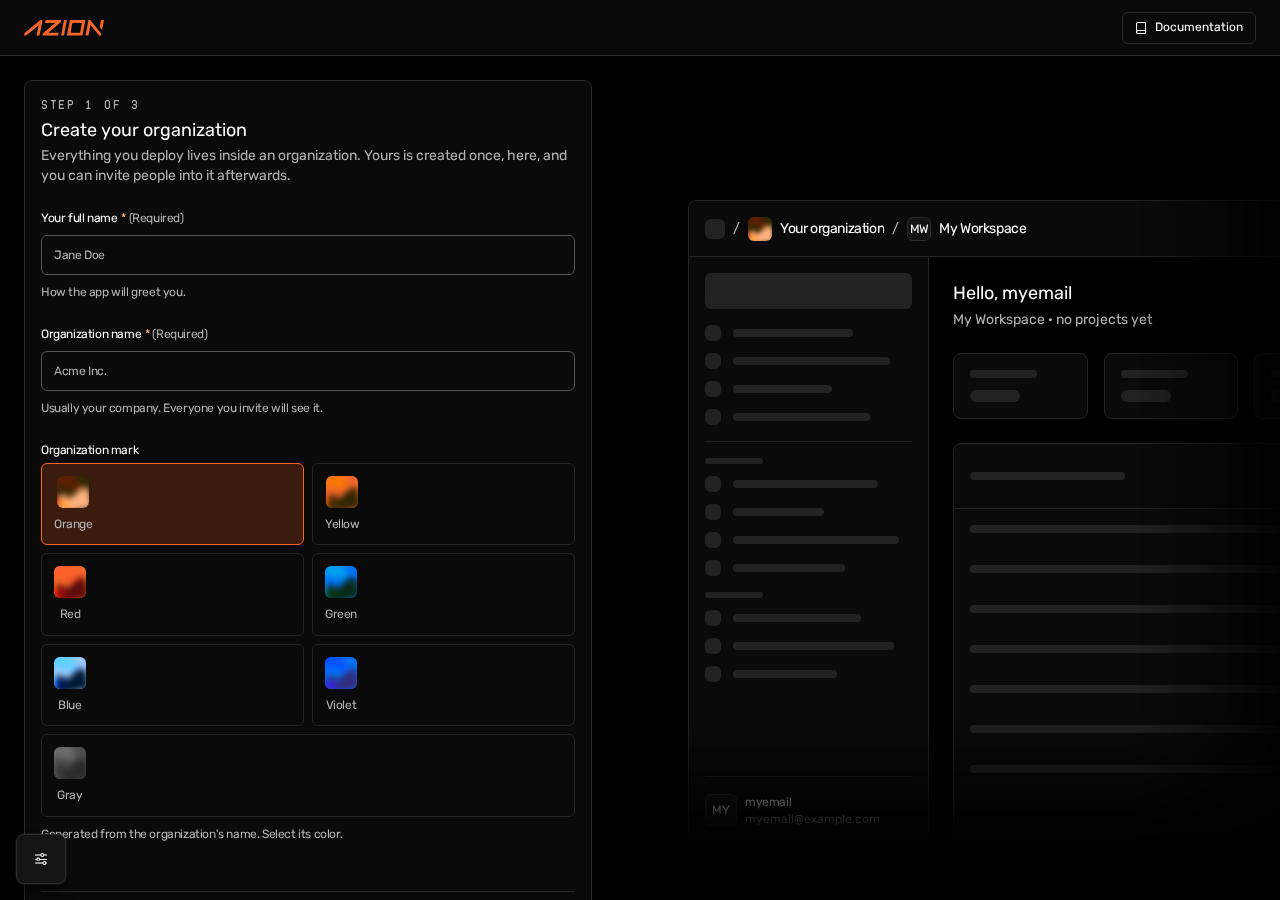 AZION
Documentation
STEP 1 OF 3
Create your organization
Everything you deploy lives inside an organization. Yours is created once, here, and
you can invite people into it afterwards.
Your full name * (Required)
Jane Doe
How the app will greet you.
Organization name * (Required)
Acme Inc.
Usually your company. Everyone you invite will see it.
Organization mark
Orange
Yellow
Red
Green
Blue
Violet
Gray
Generated from the organization's name. Select its color.
/ Your organization / MW My Workspace
Hello, myemail
My Workspace • no projects yet
MY
myemail
myemail@example.com